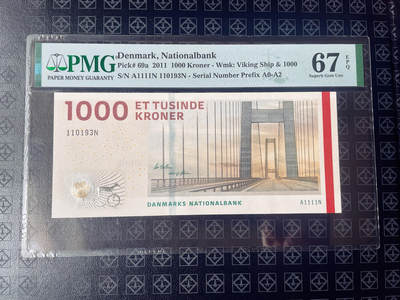 PMG
PAPER MONEY GUARANTY
Denmark, Nationalbank
Pick# 69a 2011 1000 Kroner - Wmk: Viking Ship & 1000
S/N A1111N 110193N - Serial Number Prefix A0-A2
67 EPQ
Superb Gem Unc
1000 ET TUSINDE
KRONER
110193N
DANMARKS NATIONALBANK
A1111N